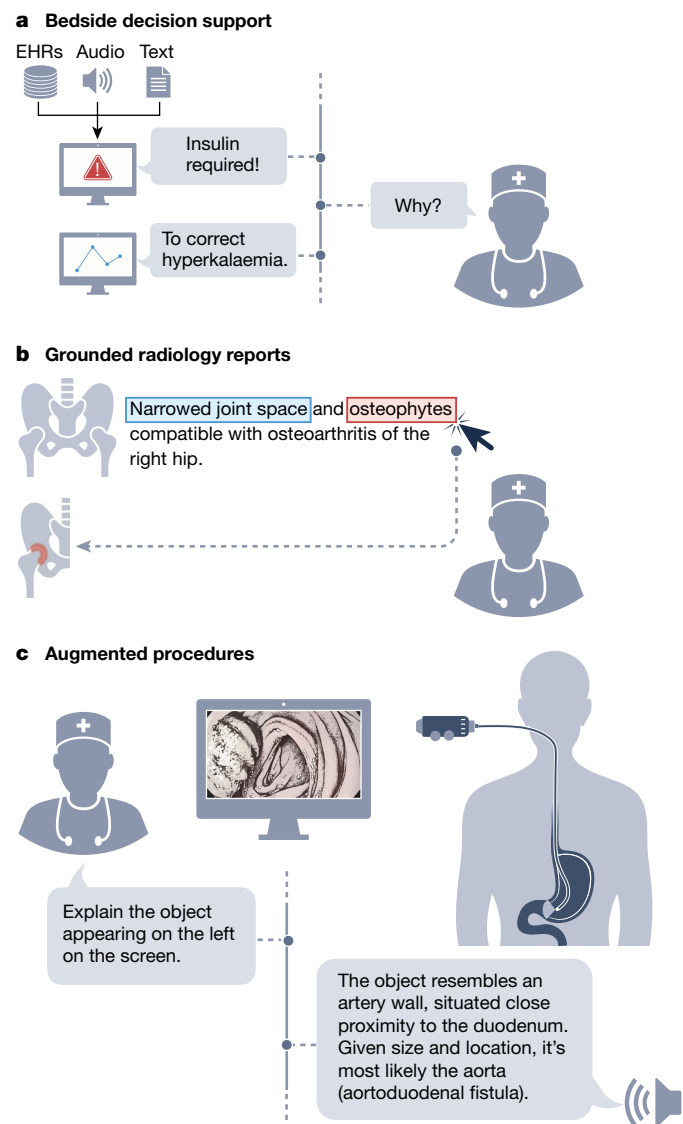 a Bedside decision support
EHRs Audio Text
Insulin
required!
Why?
To correct
hyperkalaemia.
b Grounded radiology reports
Narrowed joint space and osteophytes
compatible with osteoarthritis of the
right hip.
c Augmented procedures
Explain the object
appearing on the left
on the screen.
The object resembles an
artery wall, situated close
proximity to the duodenum.
Given size and location, it's
most likely the aorta
(aortoduodenal fistula).